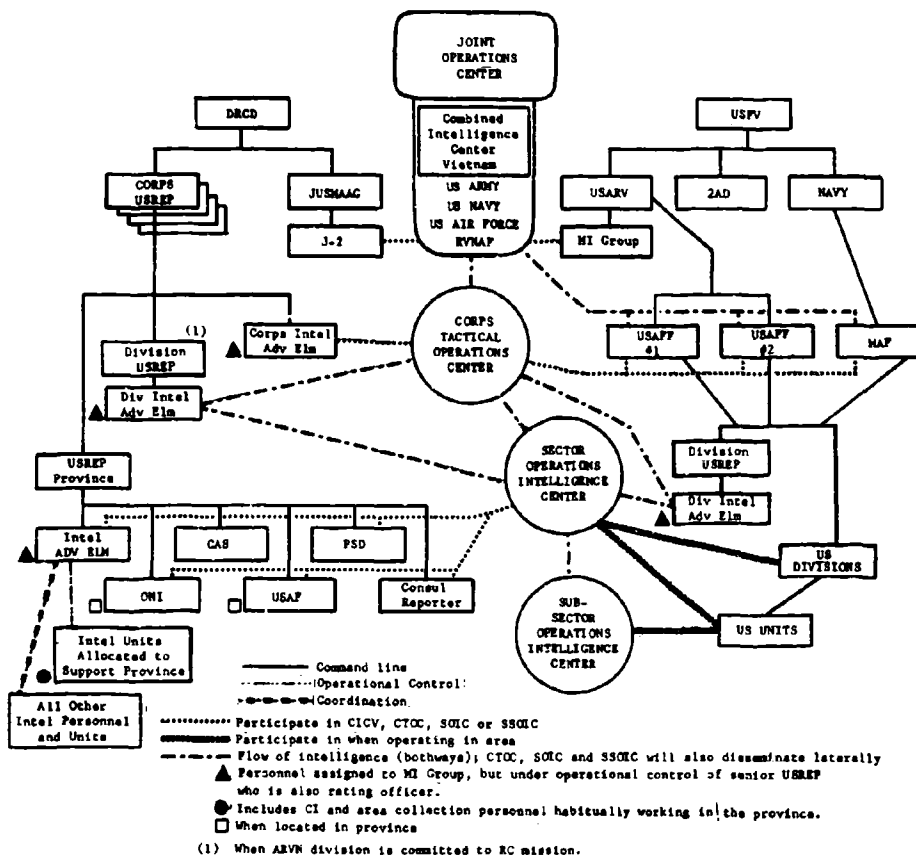 JOINT
OPERATIONS
CENTER
Combined
Intelligence
Center
Vietnam
US ARMY
US NAVY
US AIR FORCE
RVNAF
DRCD
CORPS
USREP
JUSMAAG
J-2
USFV
USARV
2AD
NAVY
MI Group
CORPS
TACTICAL
OPERATIONS
CENTER
USAFF
#1
USAFF
#2
MAF
(1)
Corps Intel
Adv Elm
Division
USREP
Div Intel
Adv Elm
SECTOR
OPERATIONS
INTELLIGENCE
CENTER
Division
USREP
Div Intel
Adv Elm
USREP
Province
Intel
ADV ELM
CAS
PSD
ONI
USAF
Consul
Reporter
US
DIVISIONS
US UNITS
SUB-
SECTOR
OPERATIONS
INTELLIGENCE
CENTER
Intel Units
Allocated to
Support Province
All Other
Intel Personnel
and Units
Command line
Operational Control
Coordination
Participate in CICV, CTOC, SOIC or SSOIC
Participate in when operating in area
Flow of intelligence (bothways); CTOC, SOIC and SSOIC will also disseminate laterally
Personnel assigned to MI Group, but under operational control of senior USREP
who is also rating officer.
Includes CI and area collection personnel habitually working in the province.
When located in province
(1) When ARVN division is committed to RC mission.